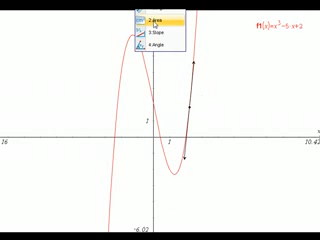 2:Area
f1(x)=x³-5·x+2
3:Slope
4:Angle
1
16
1
10.42
-6.02